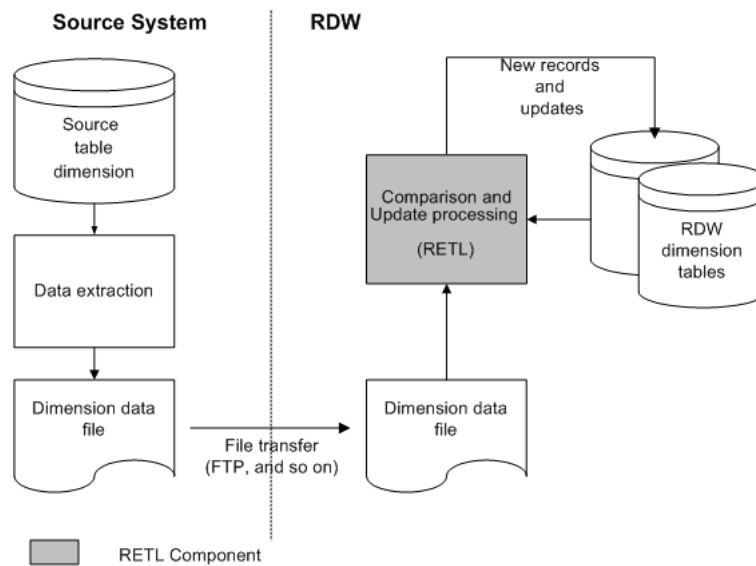 Source System
RDW
Source
table
dimension
Data extraction
Dimension data
file
File transfer
(FTP, and so on)
Dimension data
file
Comparison and
Update processing
(RETL)
New records
and
updates
RDW
dimension
tables
RETL Component